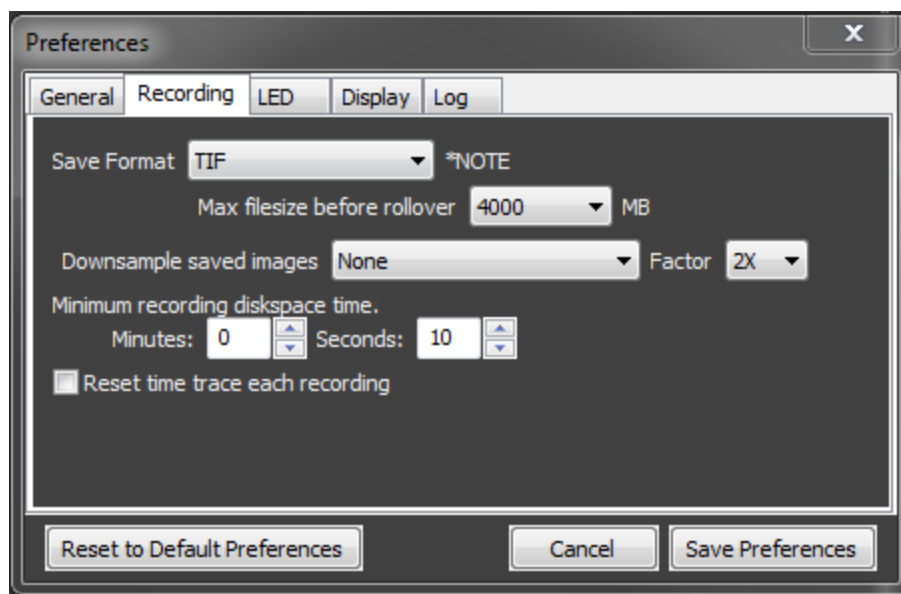 Preferences X
General Recording LED Display Log
Save Format TIF *NOTE
Max filesize before rollover 4000 MB
Downsample saved images None Factor 2X
Minimum recording diskspace time.
Minutes: 0 Seconds: 10
Reset time trace each recording
Reset to Default Preferences Cancel Save Preferences